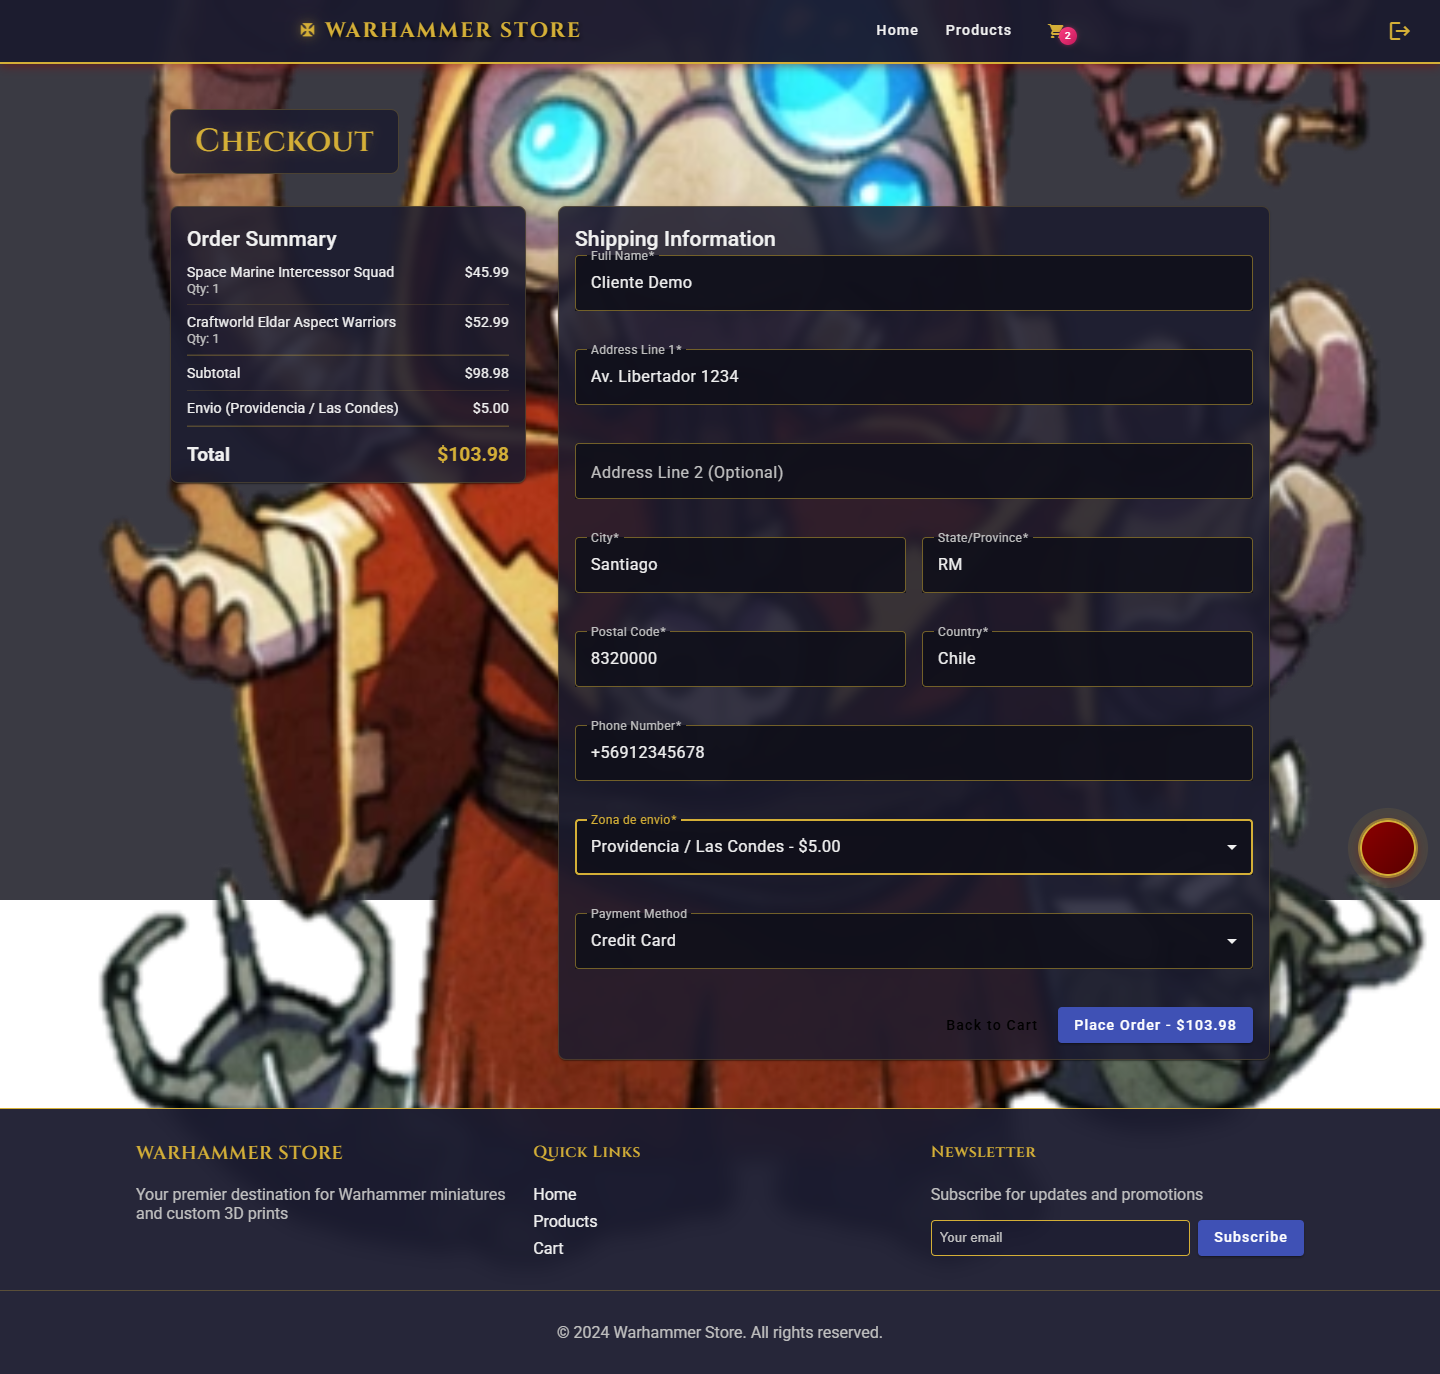 ✠ WARHAMMER STORE
Home
Products
2
Checkout
Order Summary
Space Marine Intercessor Squad $45.99
Qty: 1
Craftworld Eldar Aspect Warriors $52.99
Qty: 1
Subtotal $98.98
Envio (Providencia / Las Condes) $5.00
Total $103.98
Shipping Information
Full Name*
Cliente Demo
Address Line 1*
Av. Libertador 1234
Address Line 2 (Optional)
City*
Santiago
State/Province*
RM
Postal Code*
8320000
Country*
Chile
Phone Number*
+56912345678
Zona de envio*
Providencia / Las Condes - $5.00
Payment Method
Credit Card
Back to Cart
Place Order - $103.98
WARHAMMER STORE
Your premier destination for Warhammer miniatures
and custom 3D prints
Quick Links
Home
Products
Cart
Newsletter
Subscribe for updates and promotions
Your email
Subscribe
© 2024 Warhammer Store. All rights reserved.